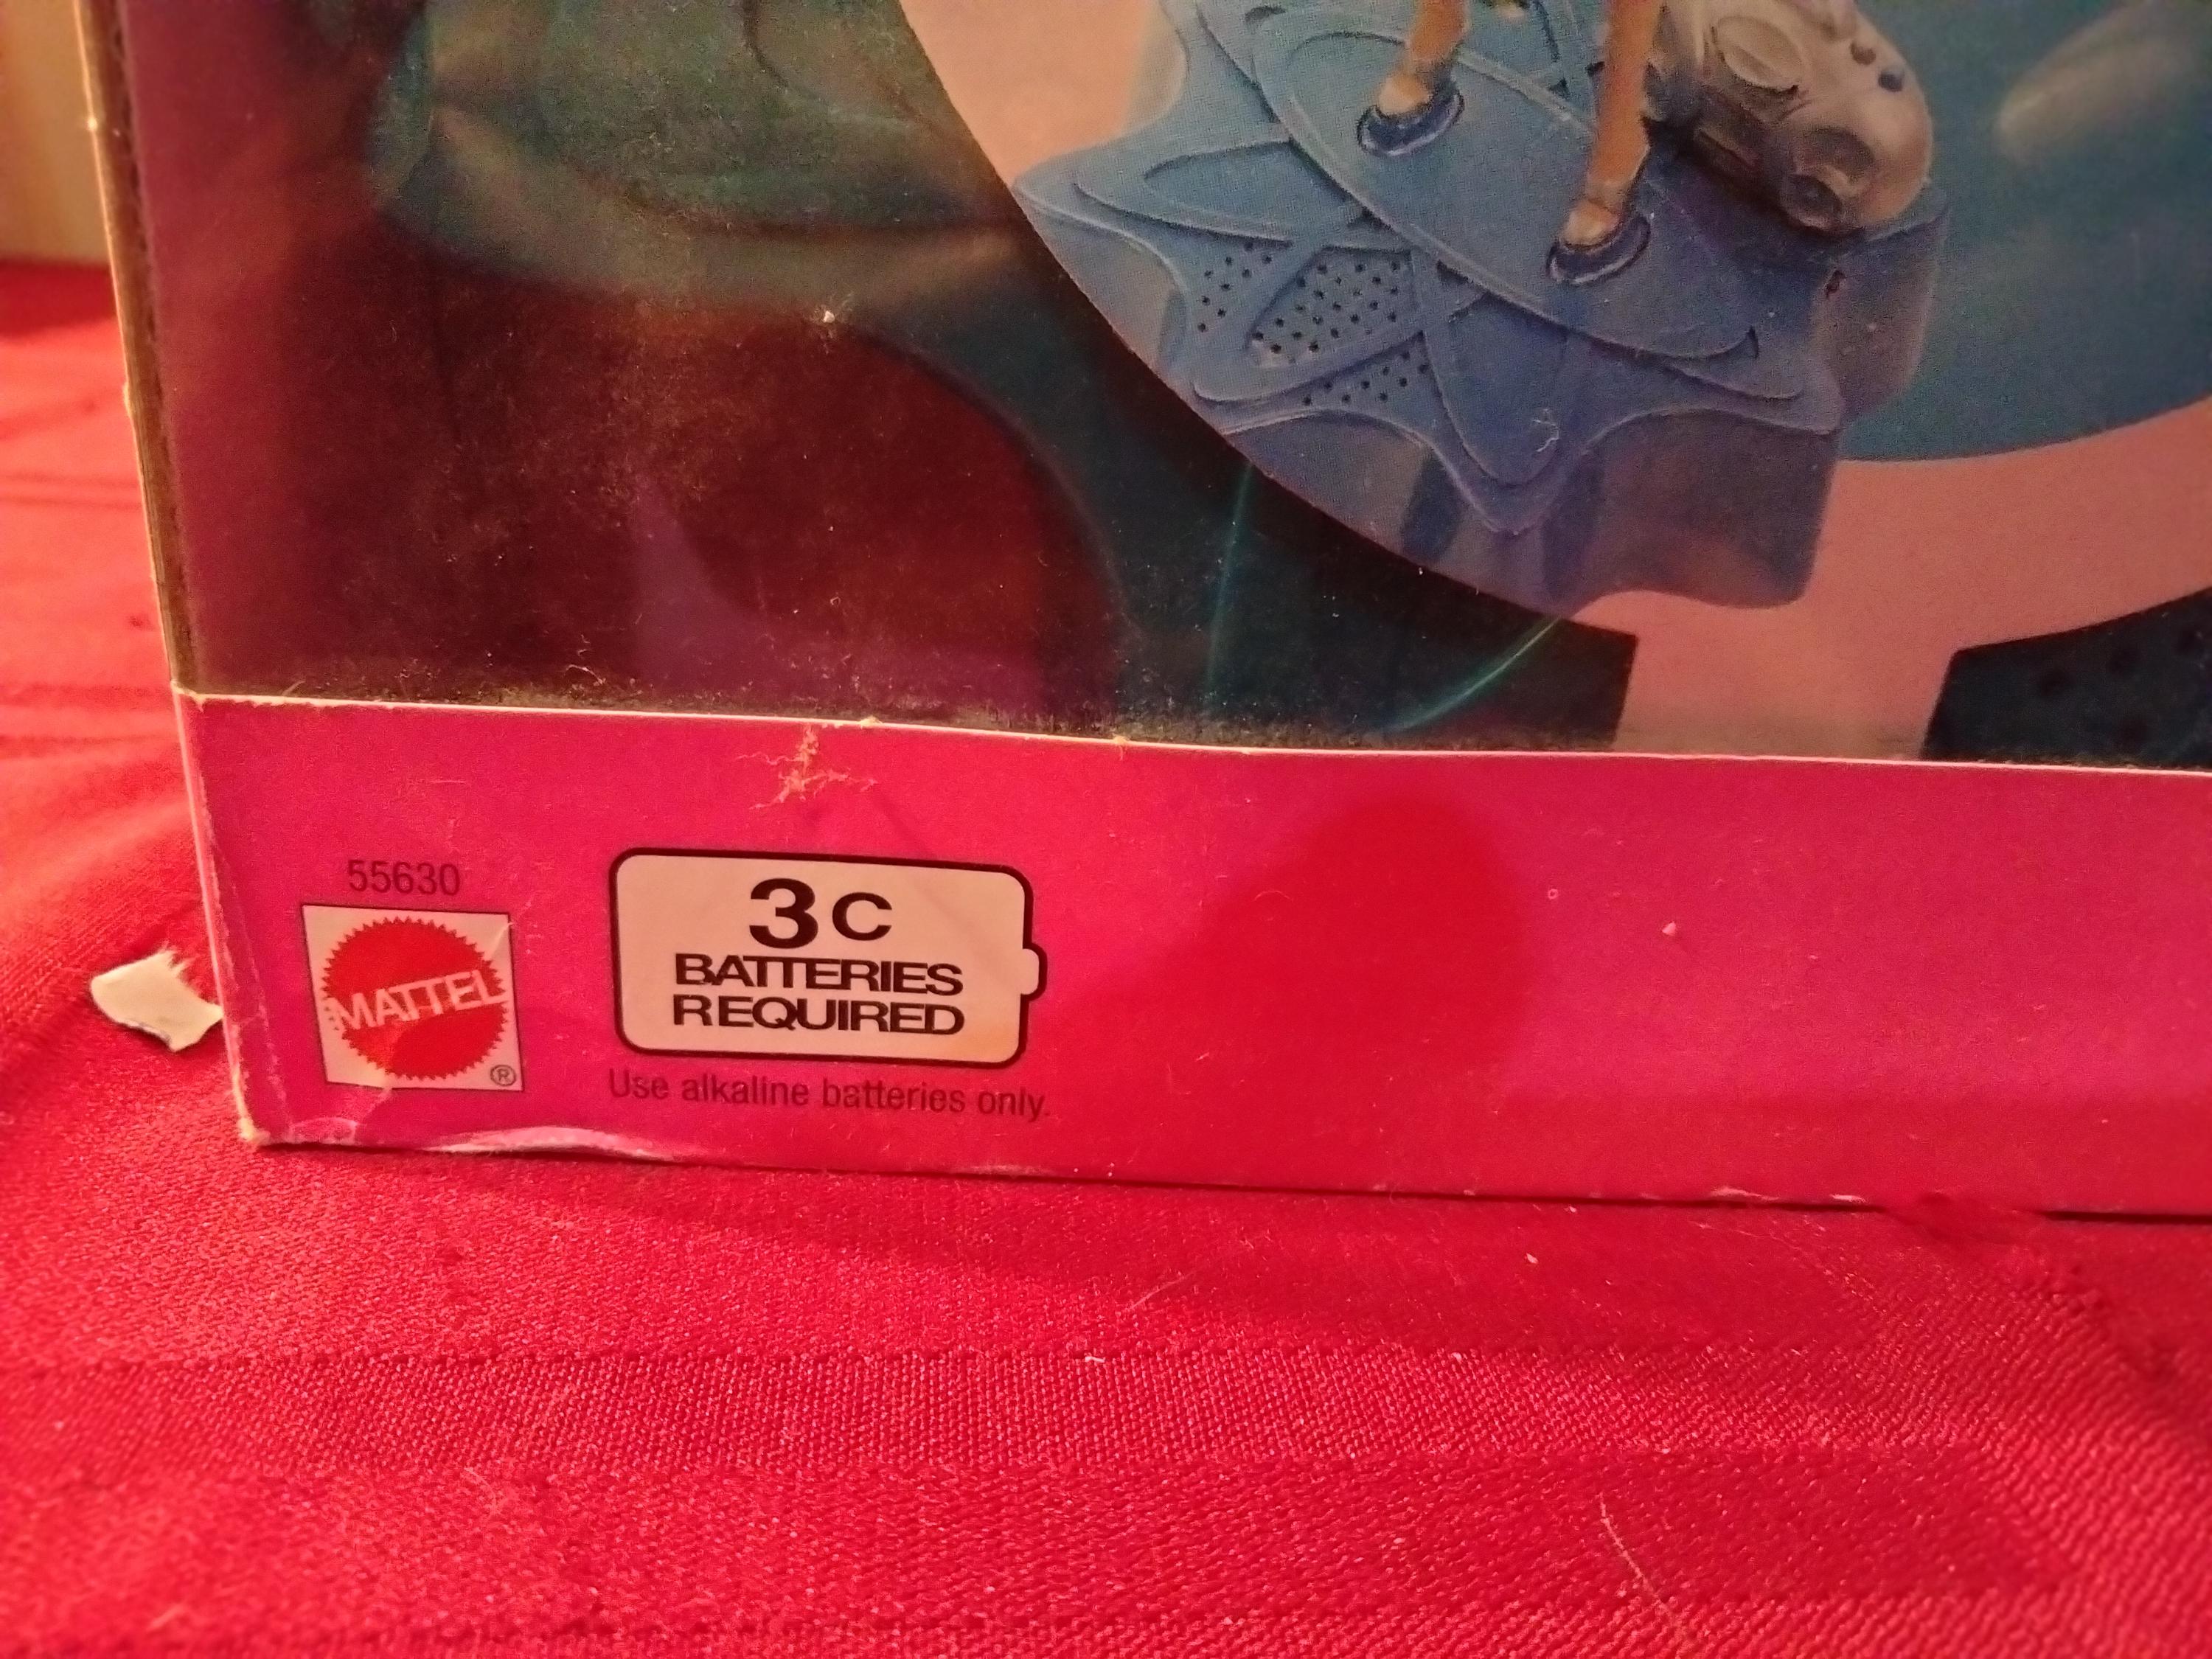 55630
MATTEL
®
3 C
BATTERIES
REQUIRED
Use alkaline batteries only.